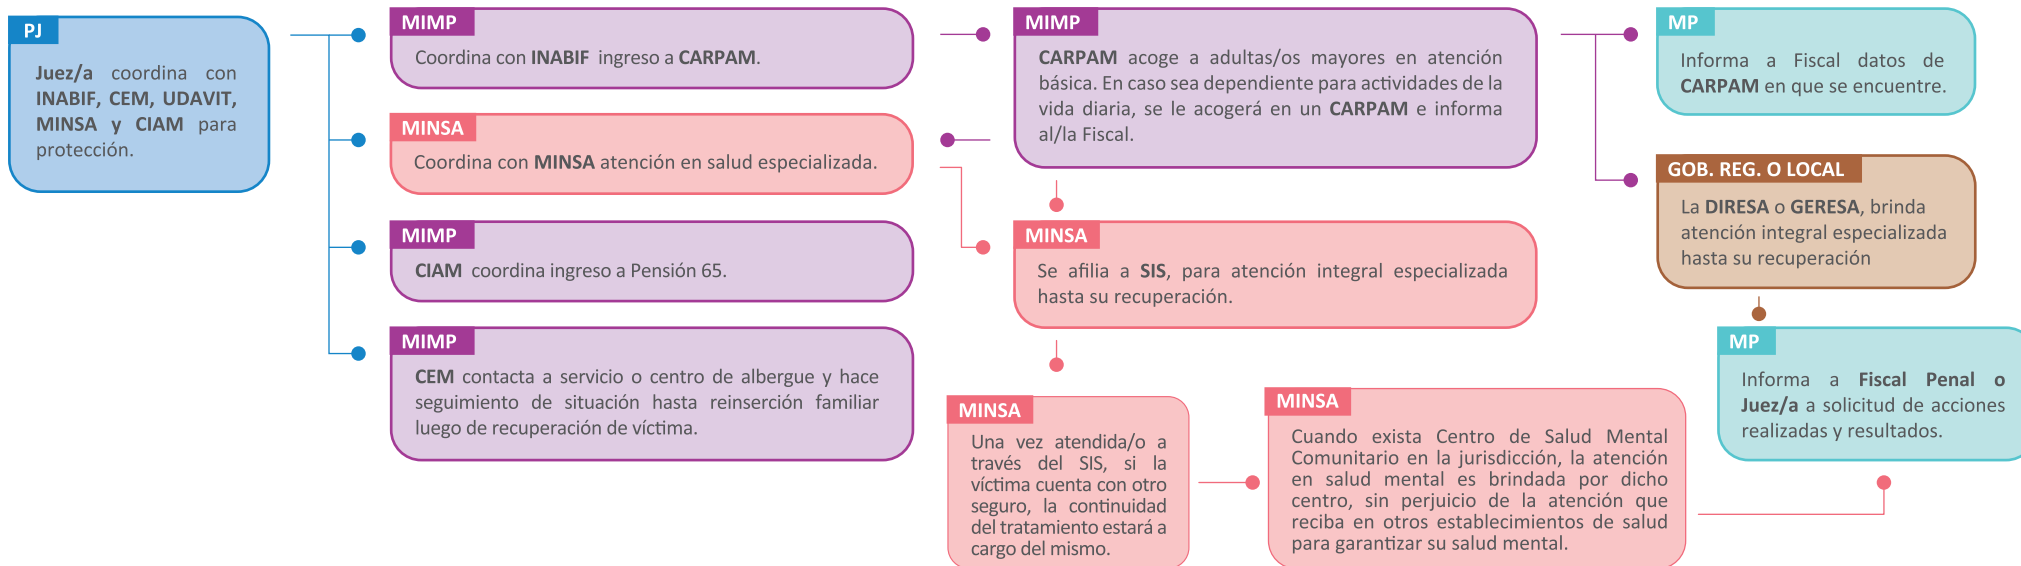 PJ
Juez/a coordina con
INABIF, CEM, UDAVIT,
MINSA y CIAM para
protección.
MIMP
Coordina con INABIF ingreso a CARPAM.
MINSA
Coordina con MINSA atención en salud especializada.
MIMP
CIAM coordina ingreso a Pensión 65.
MIMP
CEM contacta a servicio o centro de albergue y hace
seguimiento de situación hasta reinserción familiar
luego de recuperación de víctima.
MIMP
CARPAM acoge a adultas/os mayores en atención
básica. En caso sea dependiente para actividades de la
vida diaria, se le acogerá en un CARPAM e informa
al/la Fiscal.
MINSA
Se afilia a SIS, para atención integral especializada
hasta su recuperación.
MINSA
Una vez atendida/o a
través del SIS, si la
víctima cuenta con otro
seguro, la continuidad
del tratamiento estará a
cargo del mismo.
MINSA
Cuando exista Centro de Salud Mental
Comunitario en la jurisdicción, la atención
en salud mental es brindada por dicho
centro, sin perjuicio de la atención que
reciba en otros establecimientos de salud
para garantizar su salud mental.
MP
Informa a Fiscal datos de
CARPAM en que se encuentre.
GOB. REG. O LOCAL
La DIRESA o GERESA, brinda
atención integral especializada
hasta su recuperación
MP
Informa a Fiscal Penal o
Juez/a a solicitud de acciones
realizadas y resultados.